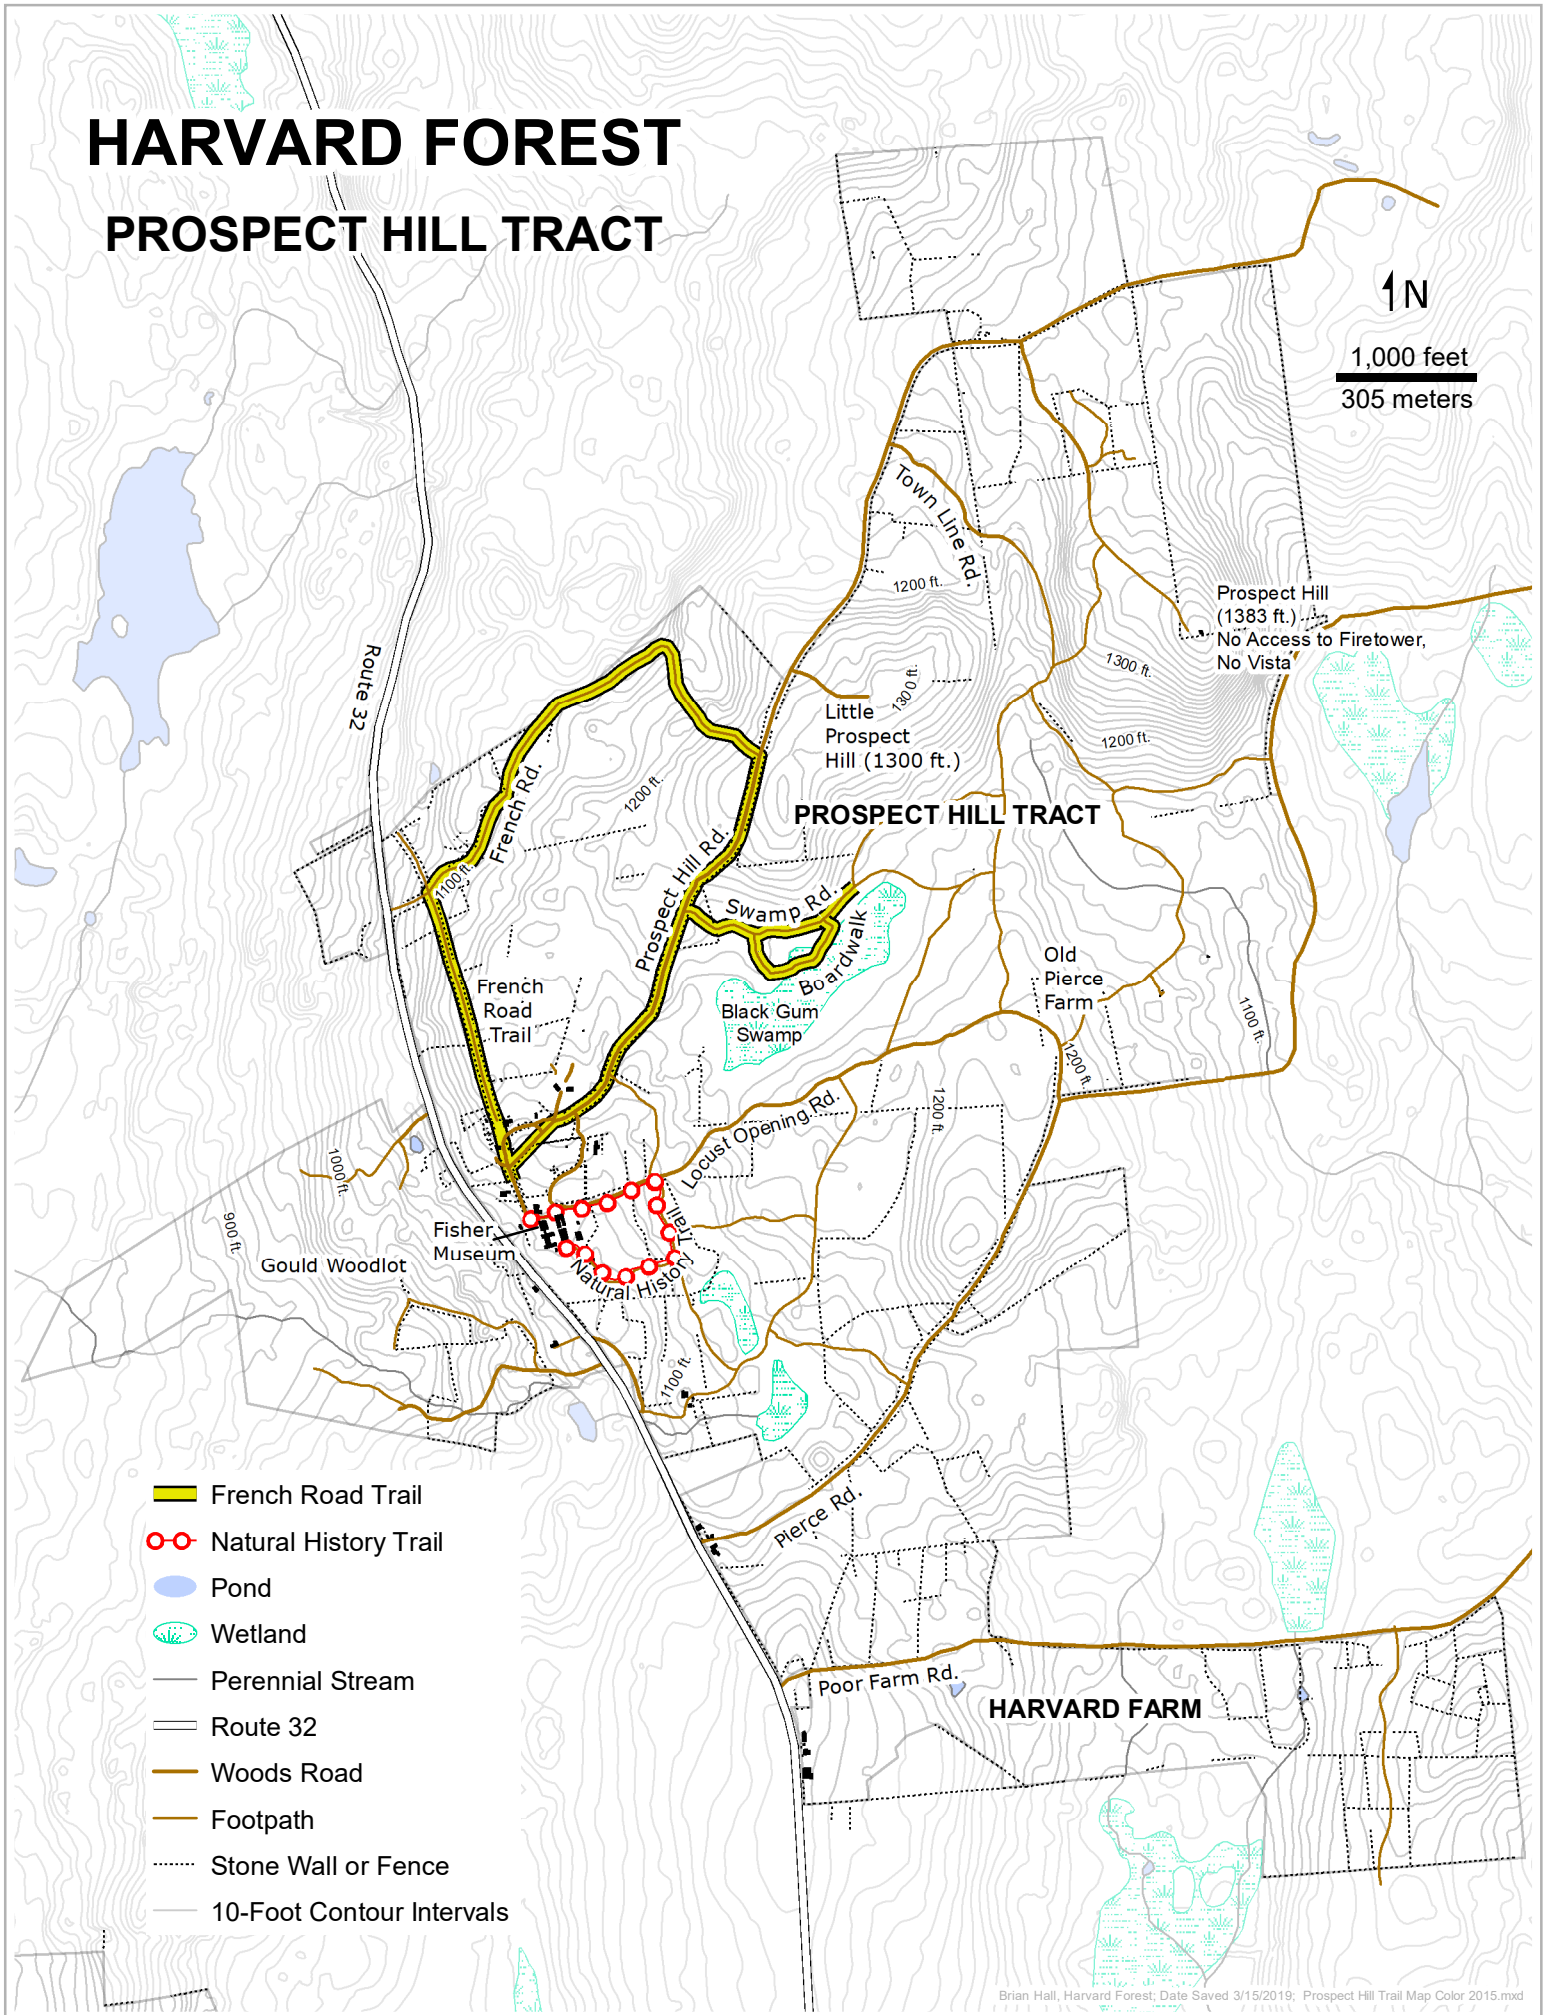 HARVARD FOREST
PROSPECT HILL TRACT
N
1,000 feet
305 meters
Town Line Rd.
1200 ft.
Prospect Hill
(1383 ft.)
No Access to Firetower,
No Vista
1300 ft.
1300 ft.
1200 ft.
Route 32
Little
Prospect
Hill (1300 ft.)
French Rd.
1200 ft.
PROSPECT HILL TRACT
1100 ft.
Prospect Hill Rd.
Swamp Rd.
Boardwalk
French
Road
Trail
Black Gum
Swamp
Old
Pierce
Farm
1100 ft.
1200 ft.
1200 ft.
Locust Opening Rd.
1000 ft.
900 ft.
Fisher
Museum
Gould Woodlot
Natural History Trail
1100 ft.
Pierce Rd.
French Road Trail
Natural History Trail
Pond
Wetland
Perennial Stream
Route 32
Woods Road
Footpath
Stone Wall or Fence
10-Foot Contour Intervals
Poor Farm Rd.
HARVARD FARM
Brian Hall, Harvard Forest; Date Saved 3/15/2019; Prospect Hill Trail Map Color 2015.mxd